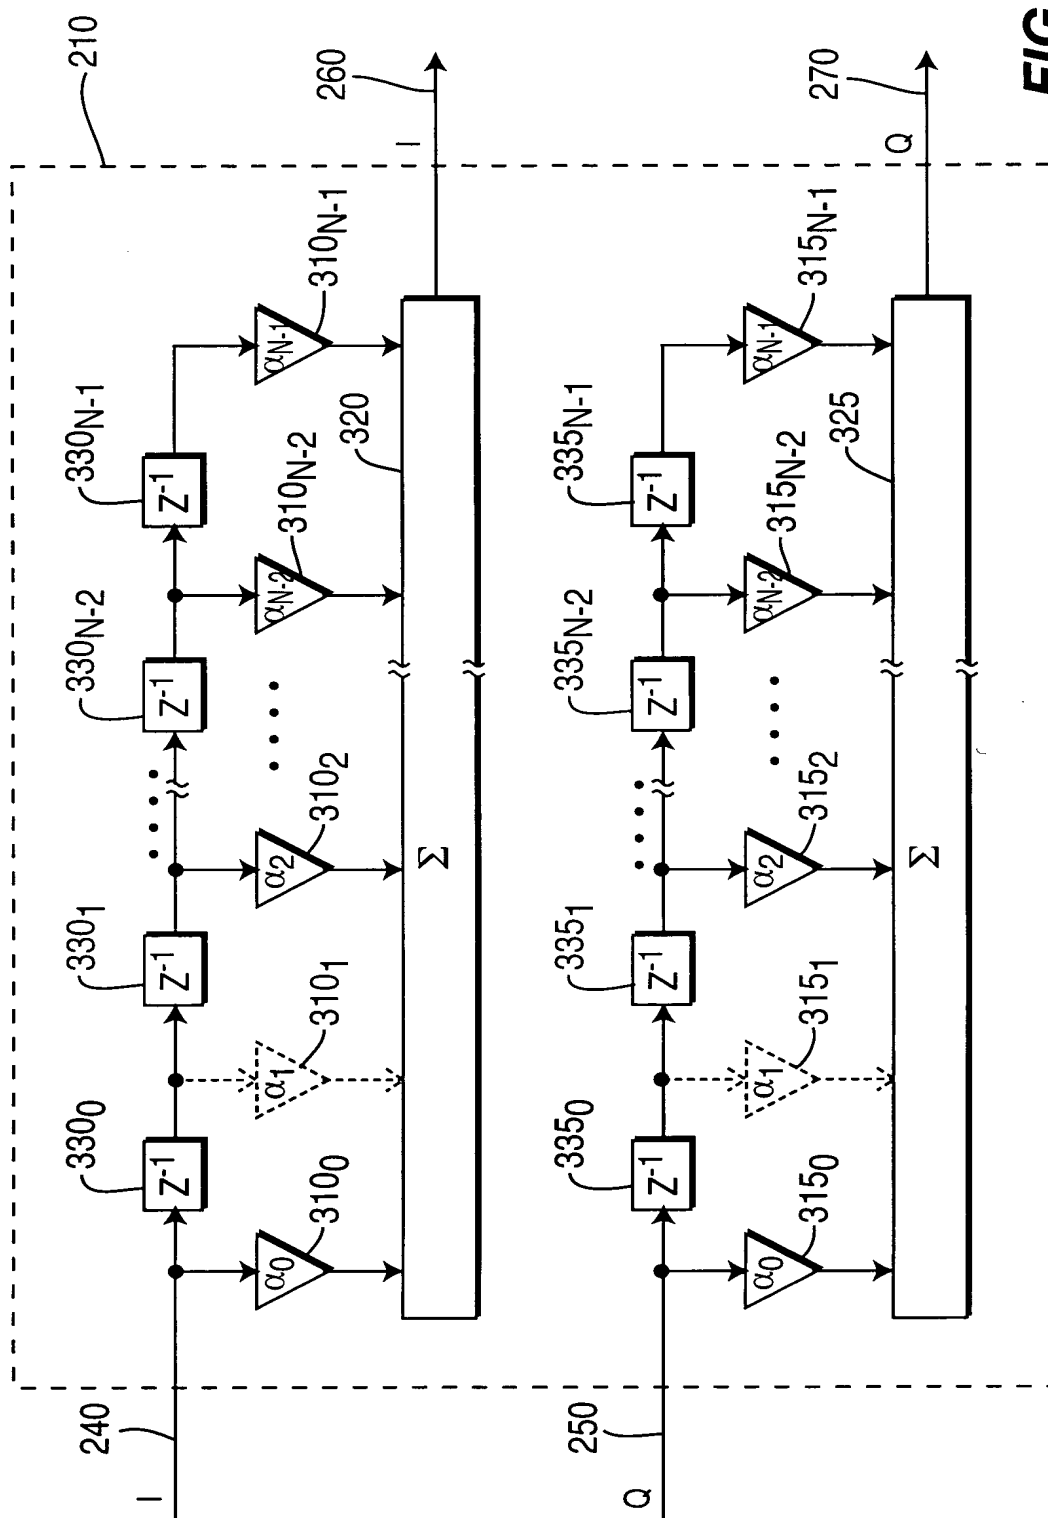 210
330₀ 330₁ 330N-2 330N-1
240
I
Z⁻¹ Z⁻¹ Z⁻¹ Z⁻¹
260
I
α₀ α₁ α₂ αN-2 αN-1
310₀ 310₁ 310₂ 310N-2 310N-1
320
Σ
335₀ 335₁ 335N-2 335N-1
250
Q
Z⁻¹ Z⁻¹ Z⁻¹ Z⁻¹
270
Q
α₀ α₁ α₂ αN-2 αN-1
315₀ 315₁ 315₂ 315N-2 315N-1
325
Σ
FIG